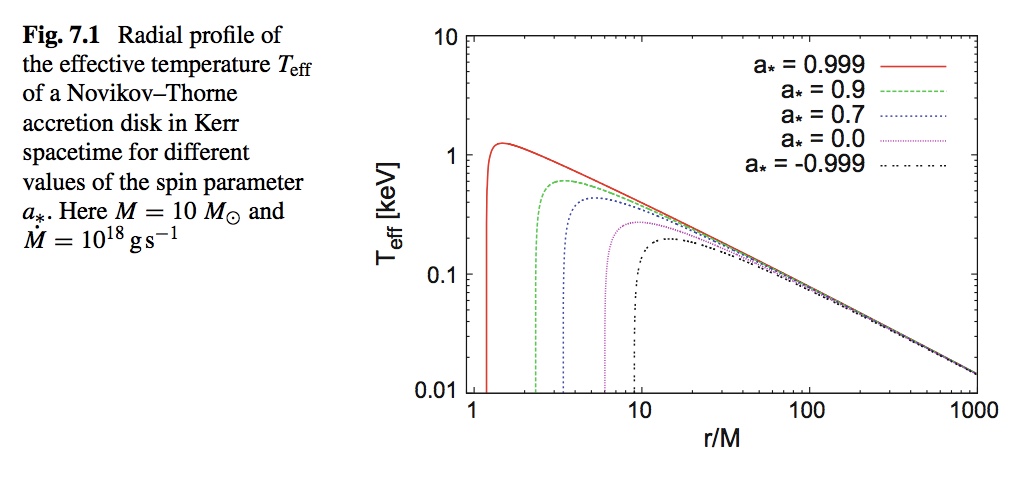 Fig. 7.1 Radial profile of
the effective temperature Teff
of a Novikov–Thorne
accretion disk in Kerr
spacetime for different
values of the spin parameter
a*. Here M = 10 M⊙ and
Ṁ = 10¹⁸ g s⁻¹
10
1
0.1
0.01
Teff [keV]
a* = 0.999
a* = 0.9
a* = 0.7
a* = 0.0
a* = -0.999
1 10 100 1000
r/M